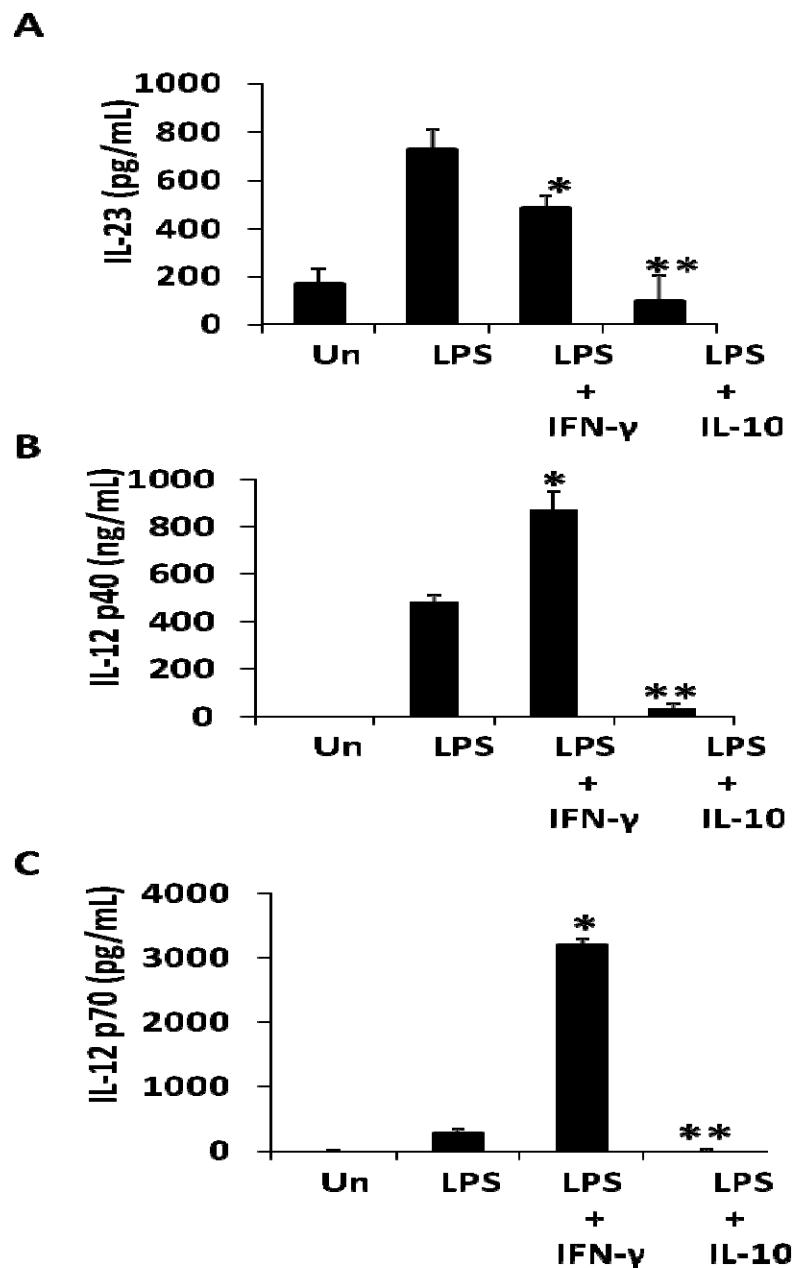 A
IL-23 (pg/mL)
1000
800
600
400
200
0
*
**
Un LPS LPS LPS
+ +
IFN-γ IL-10
B
IL-12 p40 (ng/mL)
1000
800
600
400
200
0
*
**
Un LPS LPS LPS
+ +
IFN-γ IL-10
C
IL-12 p70 (pg/mL)
4000
3000
2000
1000
0
*
**
Un LPS LPS LPS
+ +
IFN-γ IL-10